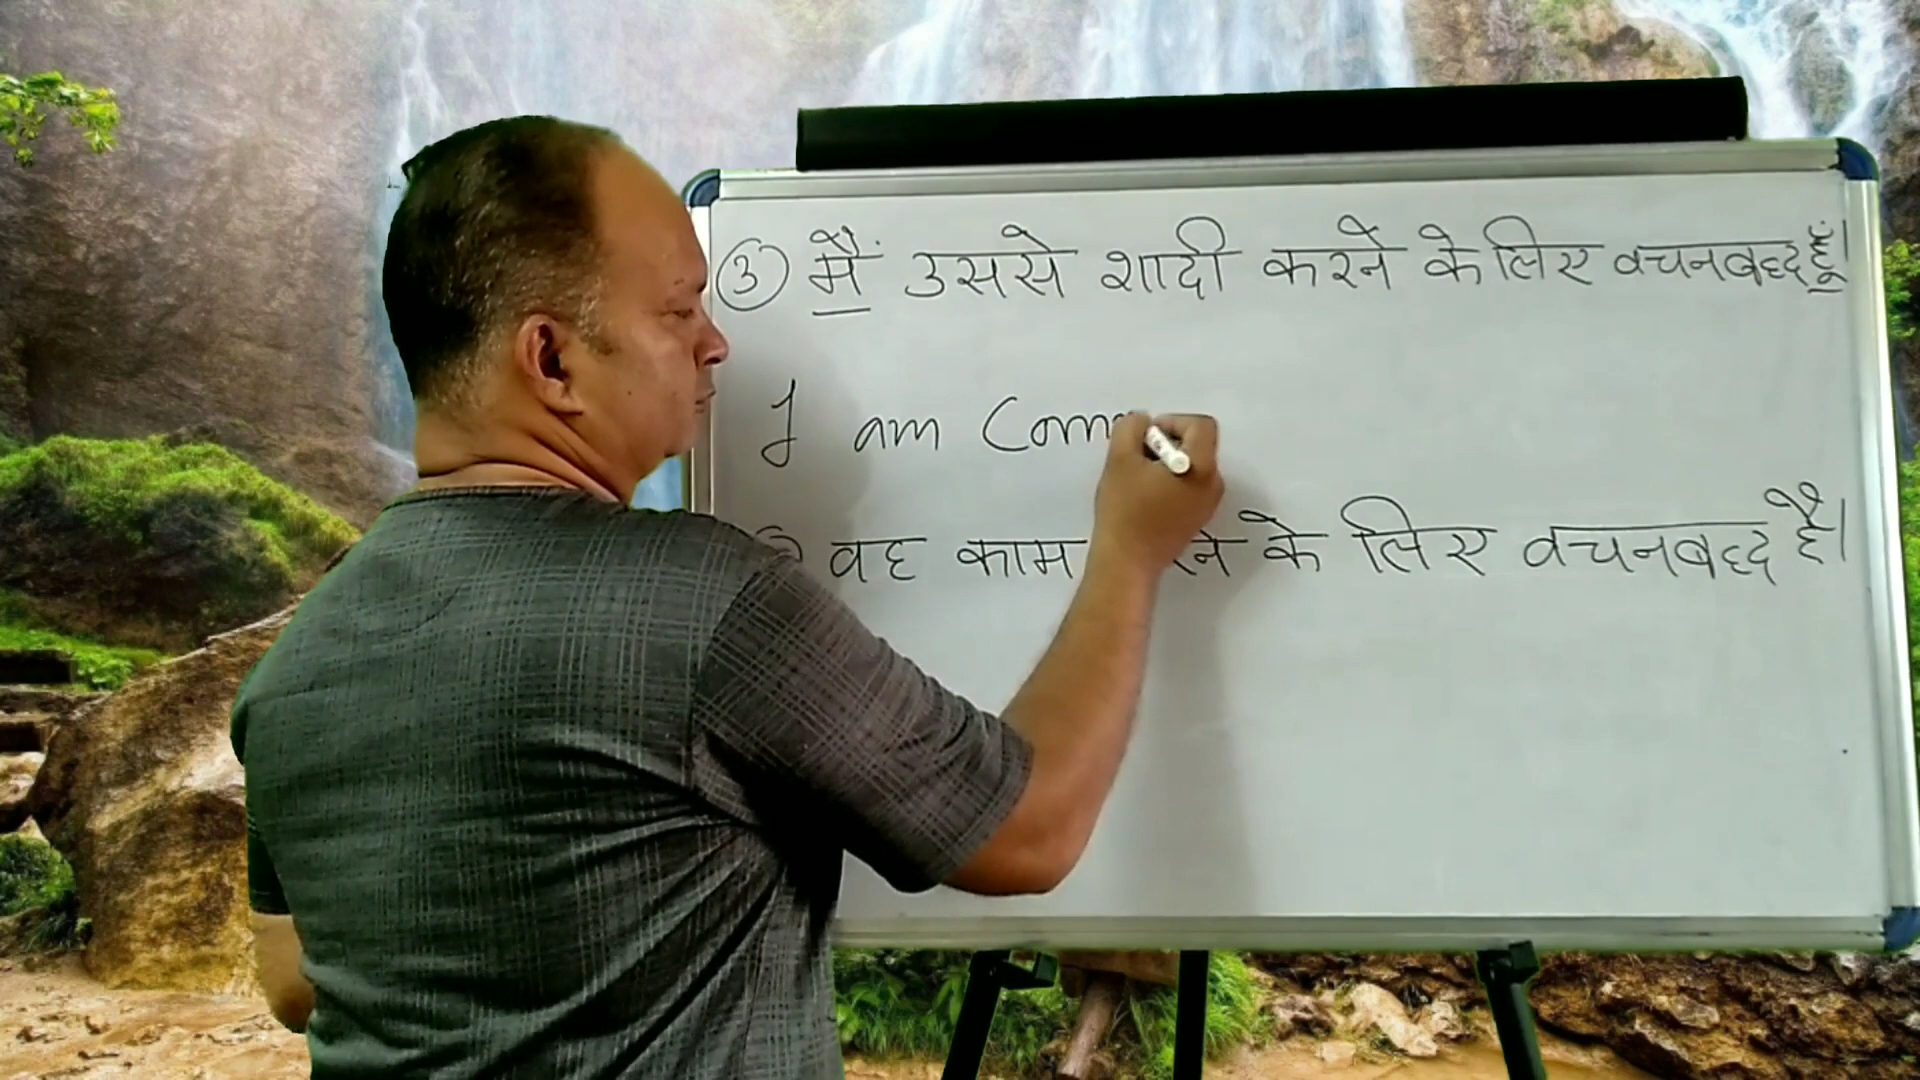 ③ मैं उससे शादी करने के लिए वचनबद्ध हूँ।
I am Comm
वह काम के लिए वचनबद्ध है।